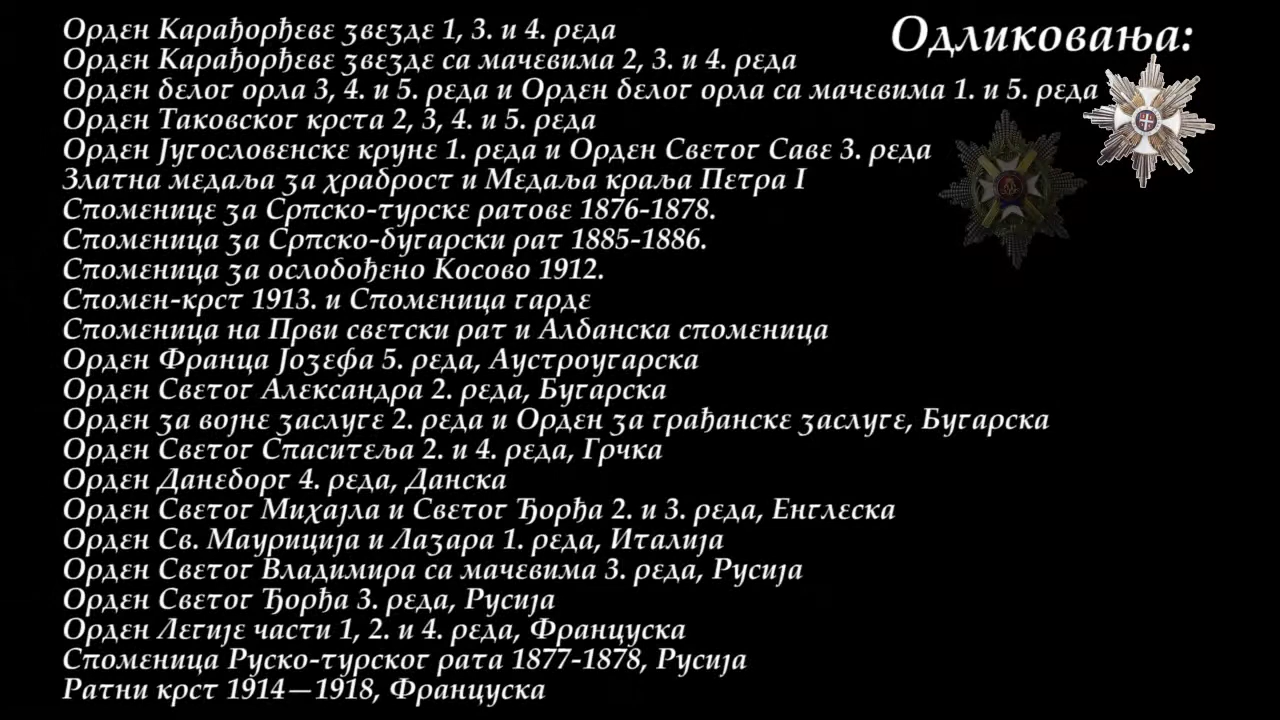 Одликовања:
Орден Карађорђеве звезде 1, 3. и 4. реда
Орден Карађорђеве звезде са мачевима 2, 3. и 4. реда
Орден белог орла 3, 4. и 5. реда и Орден белог орла са мачевима 1. и 5. реда
Орден Таковског крста 2, 3, 4. и 5. реда
Орден Југословенске круне 1. реда и Орден Светог Саве 3. реда
Златна медаља за храброст и Медаља краља Петра I
Споменице за Српско-турске ратове 1876-1878.
Споменица за Српско-бугарски рат 1885-1886.
Споменица за ослобођено Косово 1912.
Спомен-крст 1913. и Споменица гарде
Споменица на Први светски рат и Албанска споменица
Орден Франца Јозефа 5. реда, Аустроугарска
Орден Светог Александра 2. реда, Бугарска
Орден за војне заслуге 2. реда и Орден за грађанске заслуге, Бугарска
Орден Светог Спаситеља 2. и 4. реда, Грчка
Орден Данеборг 4. реда, Данска
Орден Светог Михајла и Светог Ђорђа 2. и 3. реда, Енглеска
Орден Св. Мауриција и Лазара 1. реда, Италија
Орден Светог Владимира са мачевима 3. реда, Русија
Орден Светог Ђорђа 3. реда, Русија
Орден Легије части 1, 2. и 4. реда, Француска
Споменица Руско-турског рата 1877-1878, Русија
Ратни крст 1914—1918, Француска